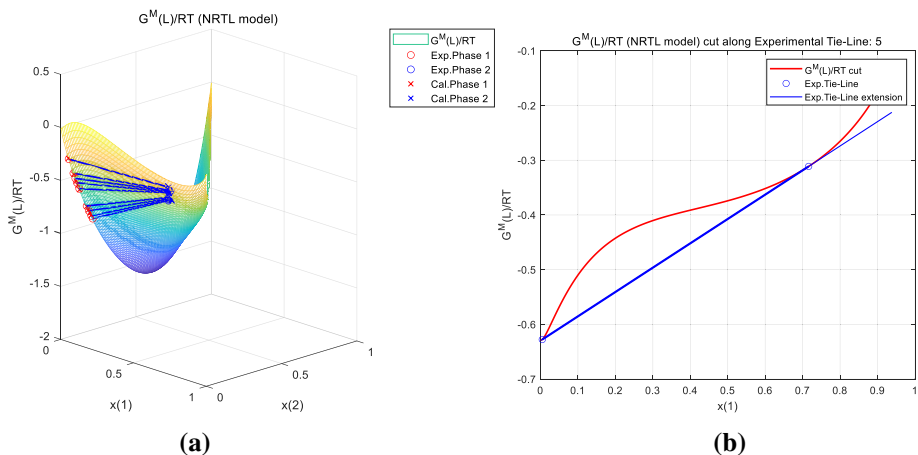 G^M(L)/RT (NRTL model)
G^M(L)/RT
Exp.Phase 1
Exp.Phase 2
Cal.Phase 1
Cal.Phase 2
0.5
0
-0.5
-1
-1.5
-2
G^M(L)/RT
0
0.5
1
x(1)
0
0.5
1
x(2)
(a)
G^M(L)/RT (NRTL model) cut along Experimental Tie-Line: 5
G^M(L)/RT cut
Exp.Tie-Line
Exp.Tie-Line extension
-0.1
-0.2
-0.3
-0.4
-0.5
-0.6
-0.7
G^M(L)/RT
0 0.1 0.2 0.3 0.4 0.5 0.6 0.7 0.8 0.9 1
x(1)
(b)